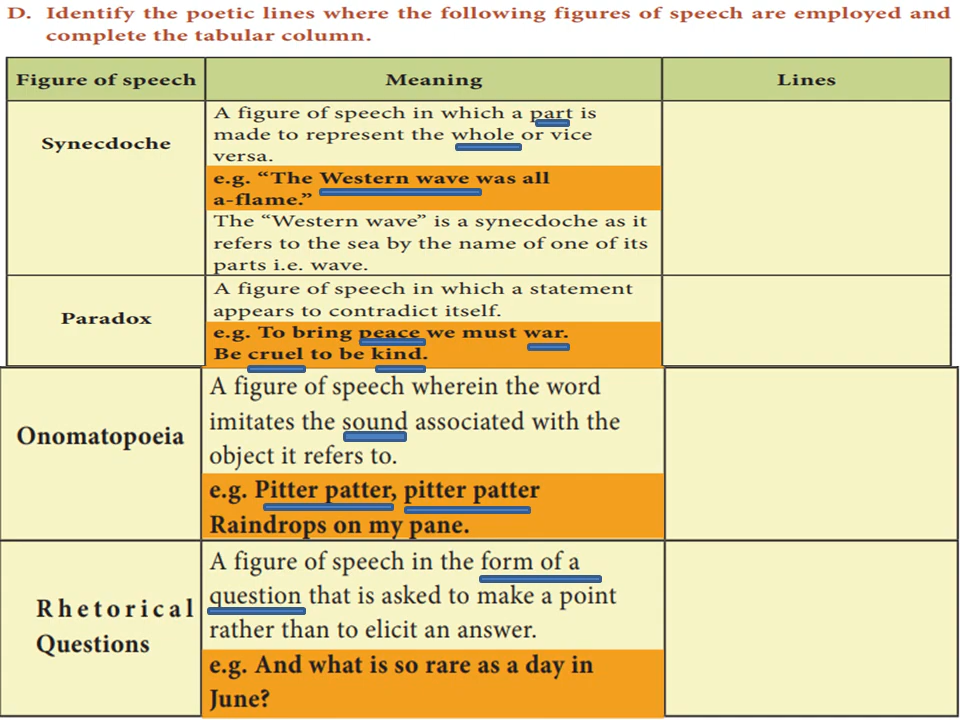 D. Identify the poetic lines where the following figures of speech are employed and
complete the tabular column.
Figure of speech Meaning Lines
Synecdoche
A figure of speech in which a part is
made to represent the whole or vice
versa.
e.g. “The Western wave was all
a-flame.”
The “Western wave” is a synecdoche as it
refers to the sea by the name of one of its
parts i.e. wave.
Paradox
A figure of speech in which a statement
appears to contradict itself.
e.g. To bring peace we must war.
Be cruel to be kind.
Onomatopoeia
A figure of speech wherein the word
imitates the sound associated with the
object it refers to.
e.g. Pitter patter, pitter patter
Raindrops on my pane.
Rhetorical
Questions
A figure of speech in the form of a
question that is asked to make a point
rather than to elicit an answer.
e.g. And what is so rare as a day in
June?